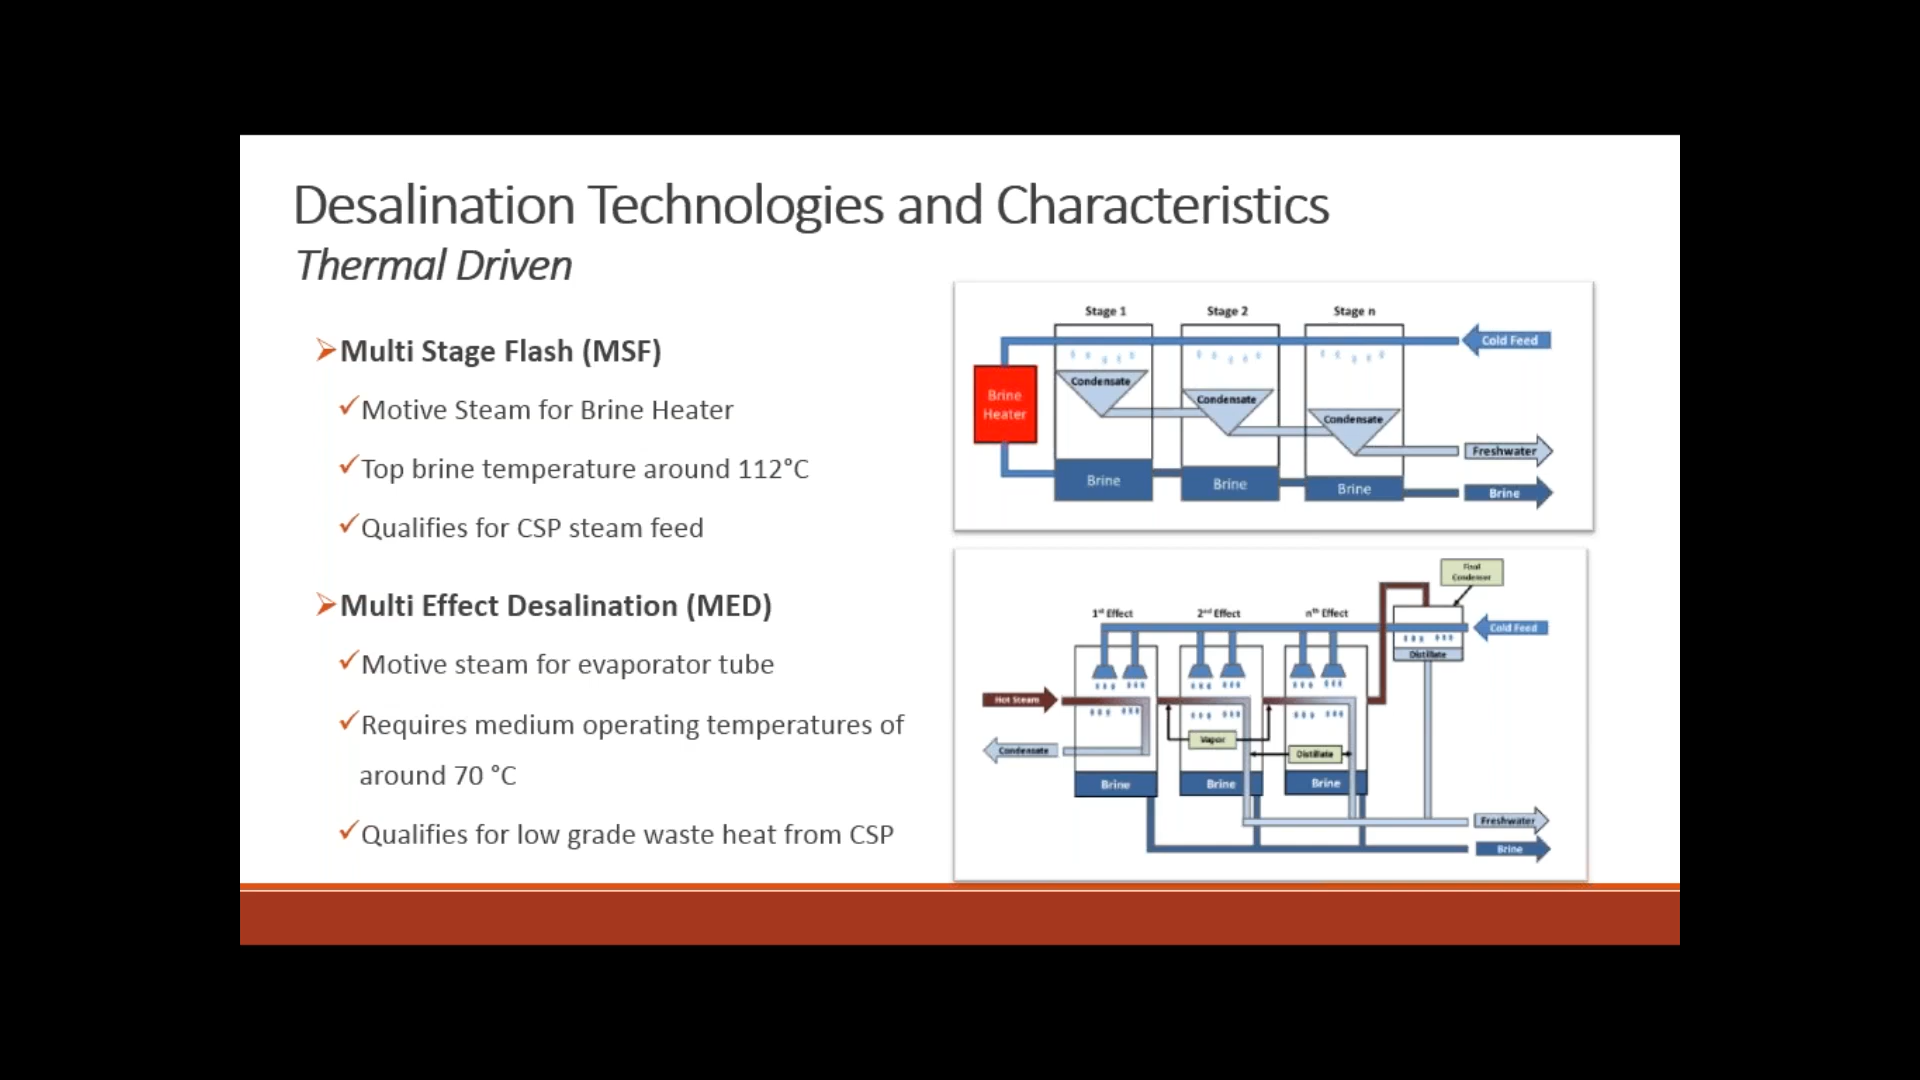 Desalination Technologies and Characteristics
Thermal Driven
Multi Stage Flash (MSF)
Motive Steam for Brine Heater
Top brine temperature around 112°C
Qualifies for CSP steam feed
Multi Effect Desalination (MED)
Motive steam for evaporator tube
Requires medium operating temperatures of
around 70 °C
Qualifies for low grade waste heat from CSP
Stage 1
Stage 2
Stage n
Cold Feed
Brine
Heater
Condensate
Condensate
Condensate
Freshwater
Brine
Brine
Brine
Brine
Final
Condenser
1st Effect
2nd Effect
nth Effect
Cold Feed
Distillate
Hot Steam
Vapor
Condensate
Distillate
Brine
Brine
Brine
Freshwater
Brine